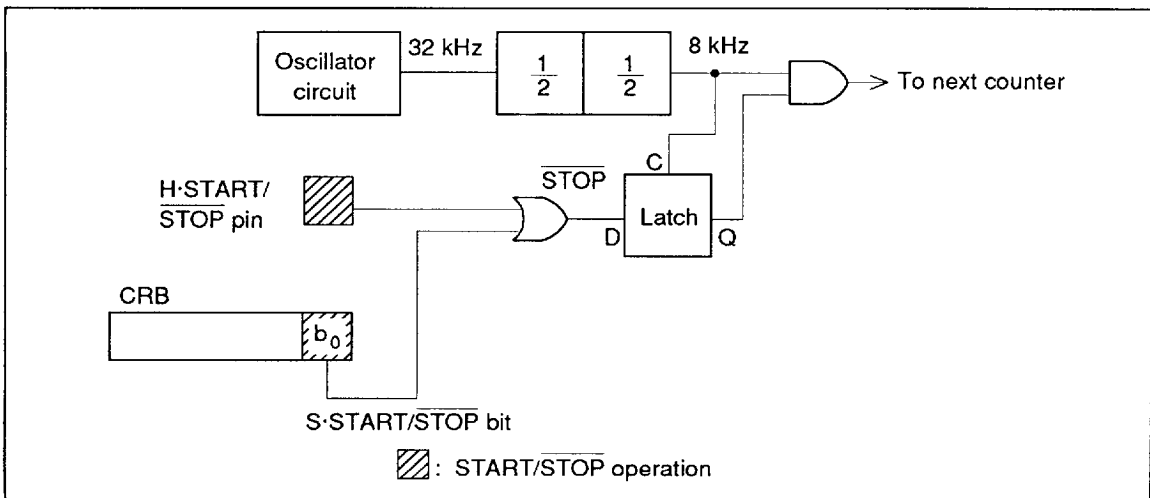 Oscillator
circuit
32 kHz
1/2
1/2
8 kHz
To next counter
C
STOP
H·START/
STOP pin
Latch
D
Q
CRB
b0
S·START/STOP bit
: START/STOP operation